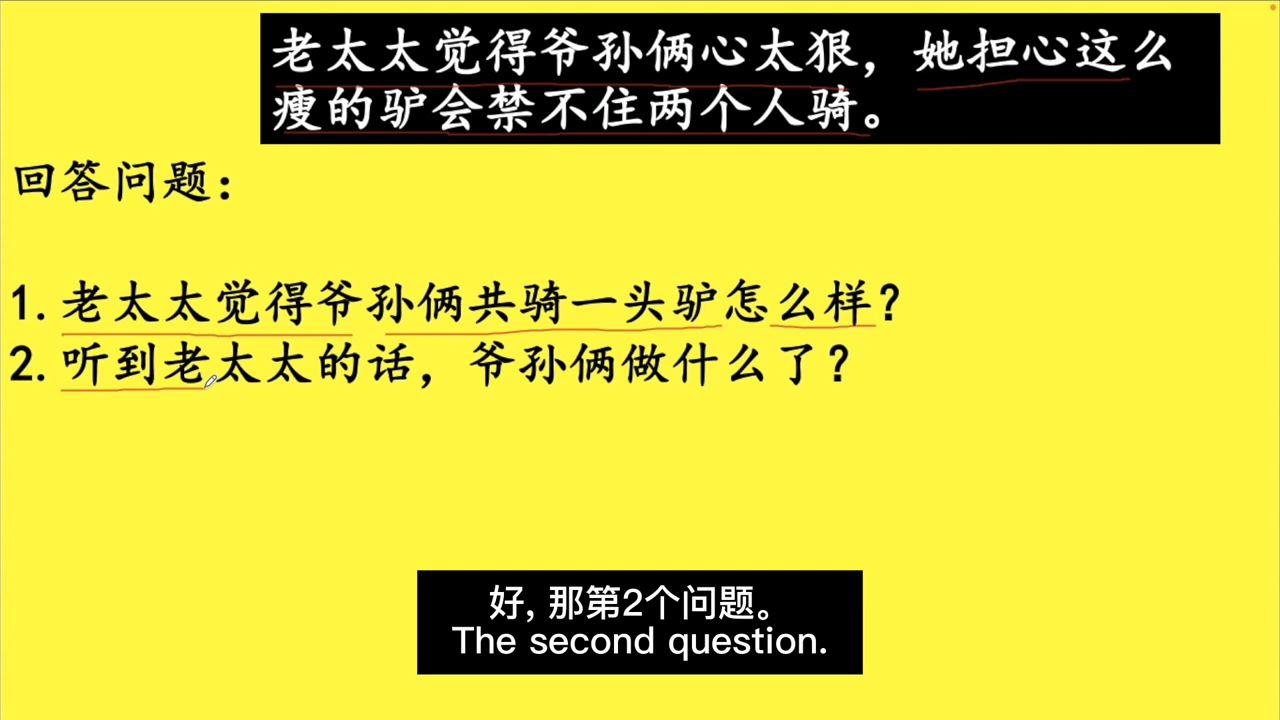 老太太觉得爷孙俩心太狠，她担心这么
瘦的驴会禁不住两个人骑。
回答问题：
1.老太太觉得爷孙俩共骑一头驴怎么样？
2.听到老太太的话，爷孙俩做什么了？
好, 那第2个问题。
The second question.